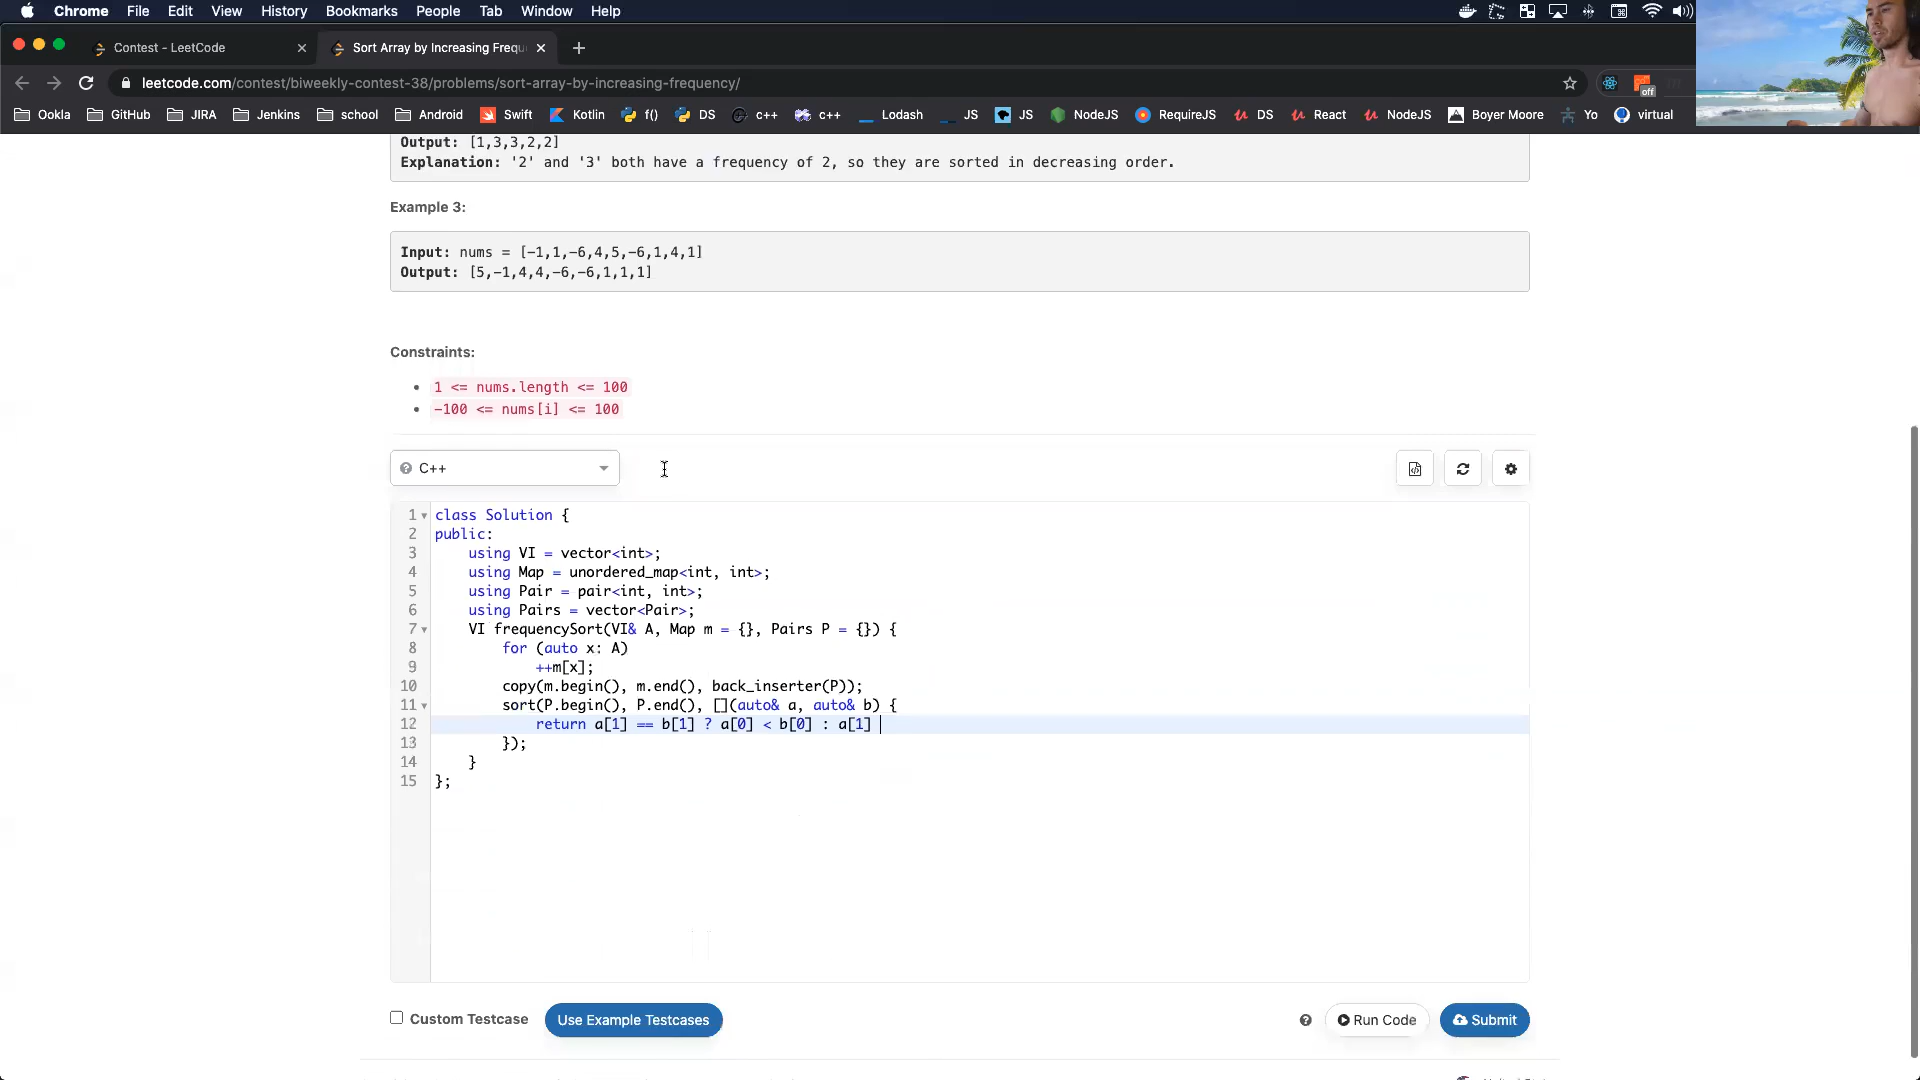 Chrome File Edit View History Bookmarks People Tab Window Help
Contest - LeetCode
Sort Array by Increasing Frequ
leetcode.com/contest/biweekly-contest-38/problems/sort-array-by-increasing-frequency/
off
Ookla GitHub JIRA Jenkins school Android Swift Kotlin f() DS c++ c++ Lodash JS JS NodeJS RequireJS DS React NodeJS Boyer Moore Yo virtual
Output: [1,3,3,2,2]
Explanation: '2' and '3' both have a frequency of 2, so they are sorted in decreasing order.
Example 3:
Input: nums = [-1,1,-6,4,5,-6,1,4,1]
Output: [5,-1,4,4,-6,-6,1,1,1]
Constraints:
1 <= nums.length <= 100
-100 <= nums[i] <= 100
C++
1 class Solution {
2 public:
3 using VI = vector<int>;
4 using Map = unordered_map<int, int>;
5 using Pair = pair<int, int>;
6 using Pairs = vector<Pair>;
7 VI frequencySort(VI& A, Map m = {}, Pairs P = {}) {
8 for (auto x: A)
9 ++m[x];
10 copy(m.begin(), m.end(), back_inserter(P));
11 sort(P.begin(), P.end(), [](auto& a, auto& b) {
12 return a[1] == b[1] ? a[0] < b[0] : a[1]
13 });
14 }
15 };
Custom Testcase
Use Example Testcases
Run Code
Submit